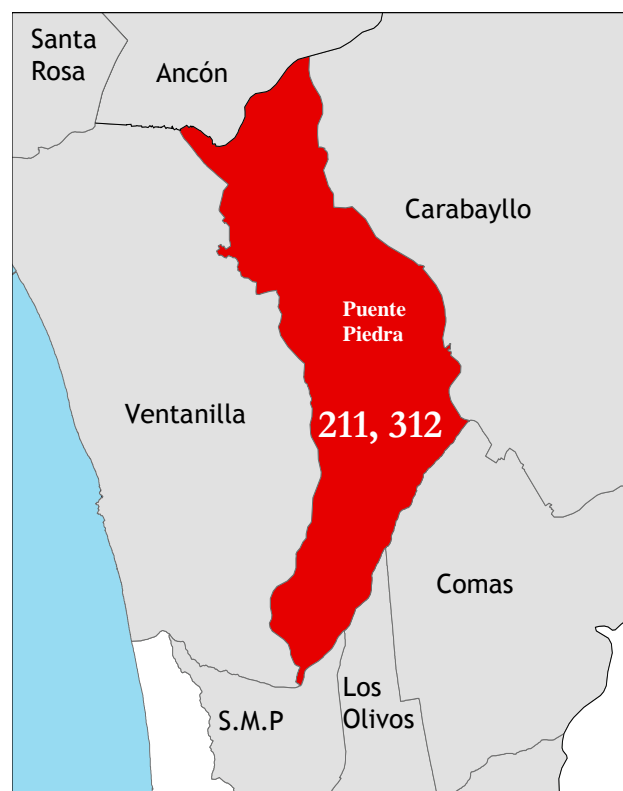 Santa
Rosa
Ancón
Carabayllo
Puente
Piedra
Ventanilla
211, 312
Comas
Los
Olivos
S.M.P